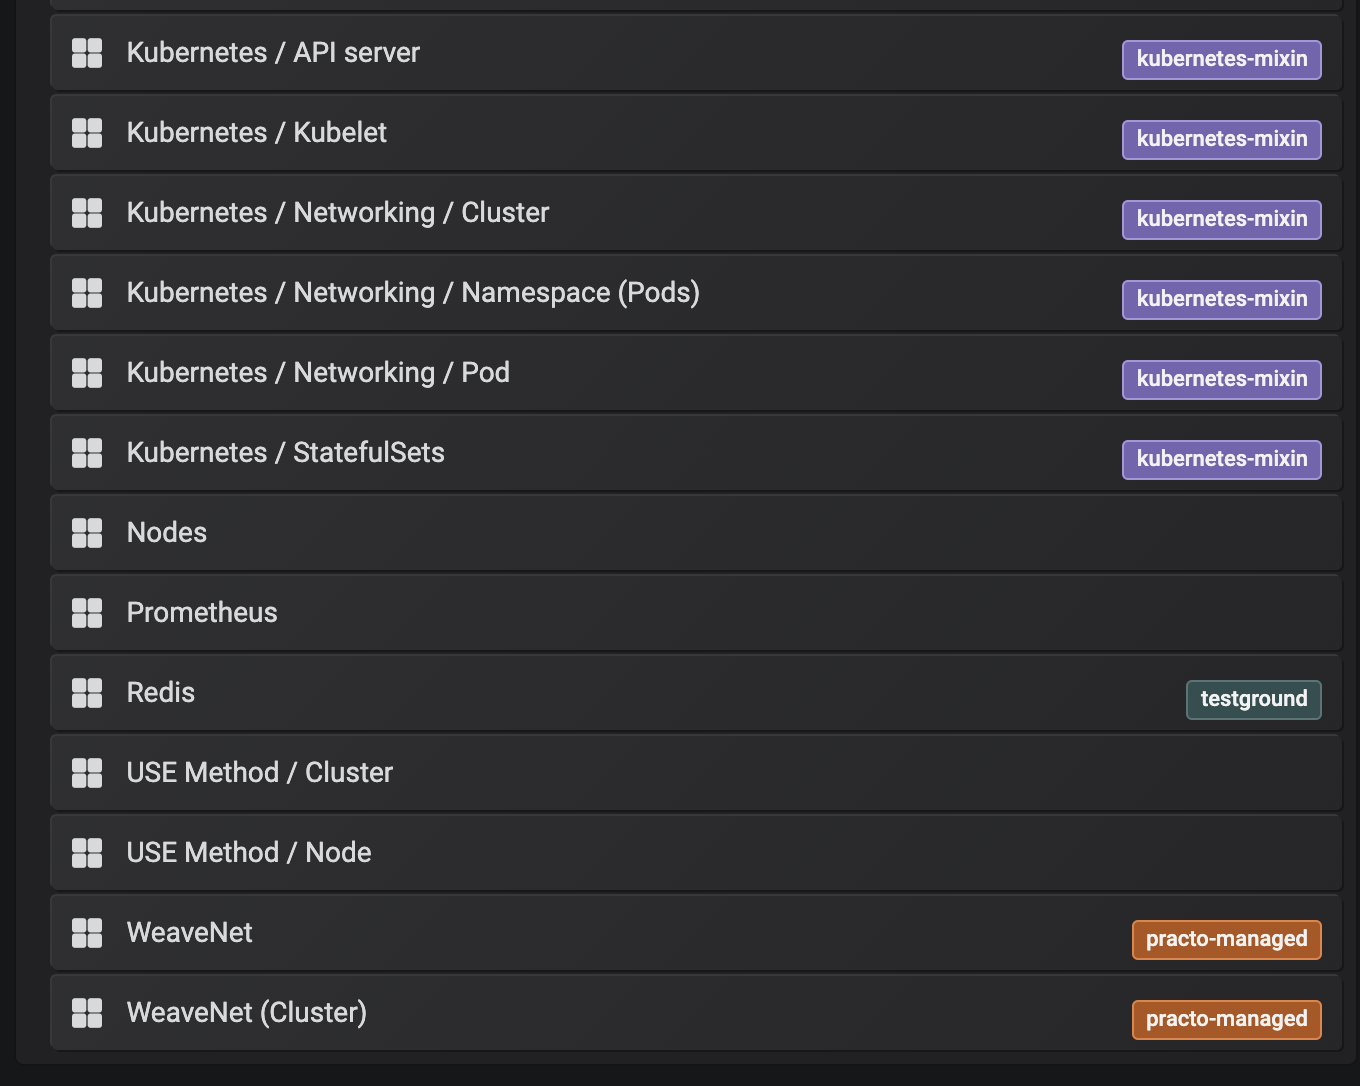 Kubernetes / API server
kubernetes-mixin
Kubernetes / Kubelet
kubernetes-mixin
Kubernetes / Networking / Cluster
kubernetes-mixin
Kubernetes / Networking / Namespace (Pods)
kubernetes-mixin
Kubernetes / Networking / Pod
kubernetes-mixin
Kubernetes / StatefulSets
kubernetes-mixin
Nodes
Prometheus
Redis
testground
USE Method / Cluster
USE Method / Node
WeaveNet
practo-managed
WeaveNet (Cluster)
practo-managed